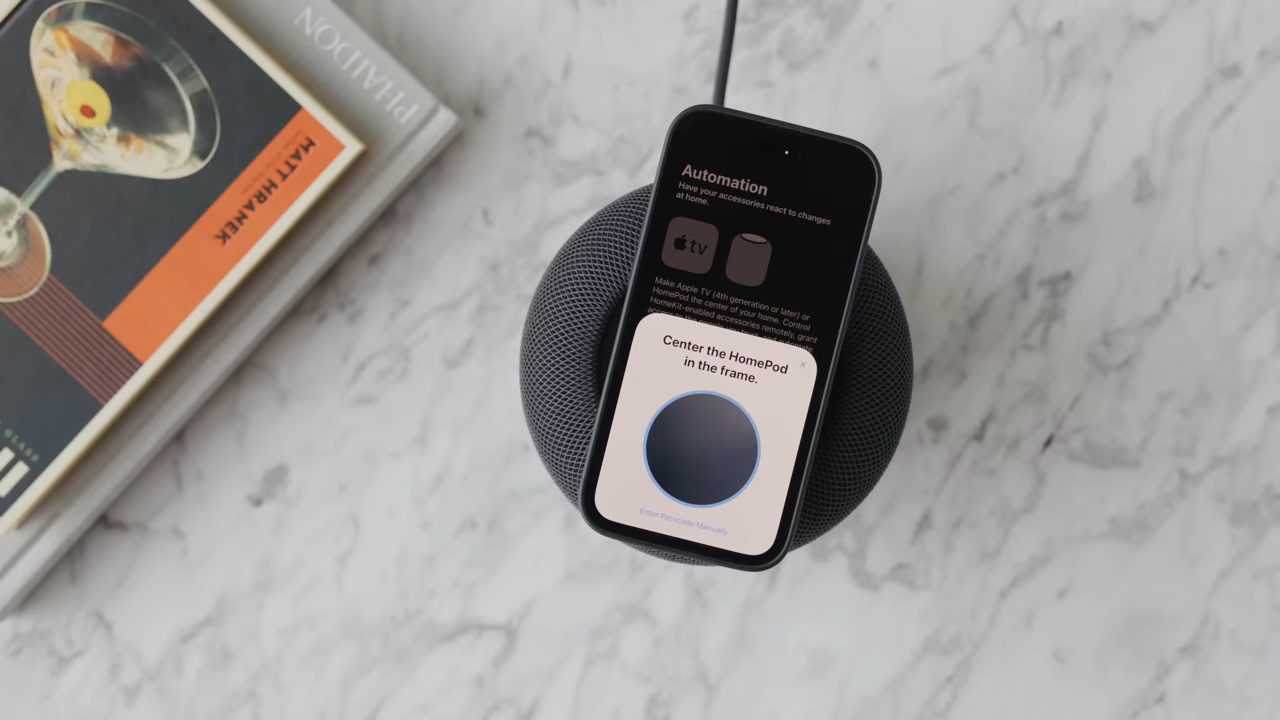 PHAIDON
MATT HRANEK
Automation
Have your accessories react to changes
at home.
tv
Make Apple TV (4th generation or later) or
HomePod the center of your home. Control
HomeKit-enabled accessories remotely, grant
Center the HomePod
in the frame.
Enter Passcode Manually
GLASS